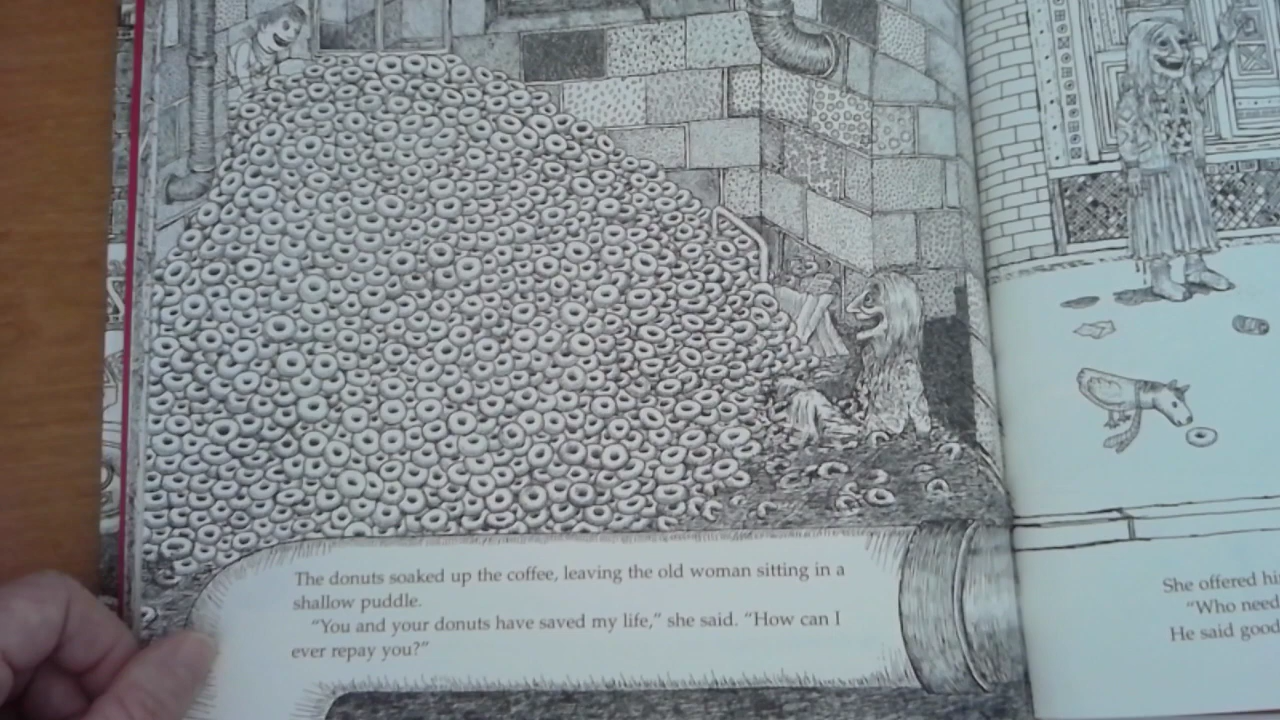 The donuts soaked up the coffee, leaving the old woman sitting in a
shallow puddle.
“You and your donuts have saved my life,” she said. “How can I
ever repay you?”
She offered
“Who need
He said good